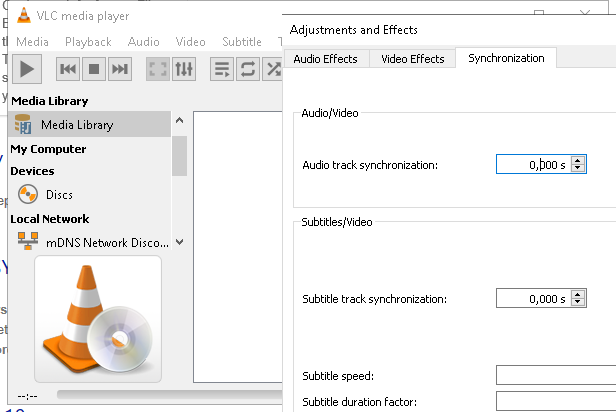 VLC media player
Media Playback Audio Video Subtitle
Media Library
Media Library
My Computer
Devices
Discs
Local Network
mDNS Network Disco...
--:--
Adjustments and Effects
Audio Effects Video Effects Synchronization
Audio/Video
Audio track synchronization: 0,000 s
Subtitles/Video
Subtitle track synchronization: 0,000 s
Subtitle speed:
Subtitle duration factor: